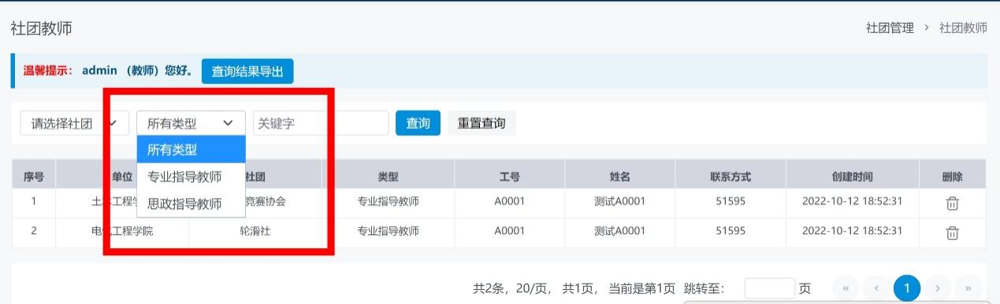 社团教师
社团管理 > 社团教师
温馨提示： admin （教师）您好。 查询结果导出
请选择社团 所有类型 关键字 查询 重置查询
所有类型
专业指导教师
思政指导教师
序号 单位 社团 类型 工号 姓名 联系方式 创建时间 删除
1 土木工程学 竞赛协会 专业指导教师 A0001 测试A0001 51595 2022-10-12 18:52:31
2 电气工程学院 轮滑社 专业指导教师 A0001 测试A0001 51595 2022-10-12 18:52:31
共2条，20/页， 共1页， 当前是第1页 跳转至： 页 « ‹ 1 › »